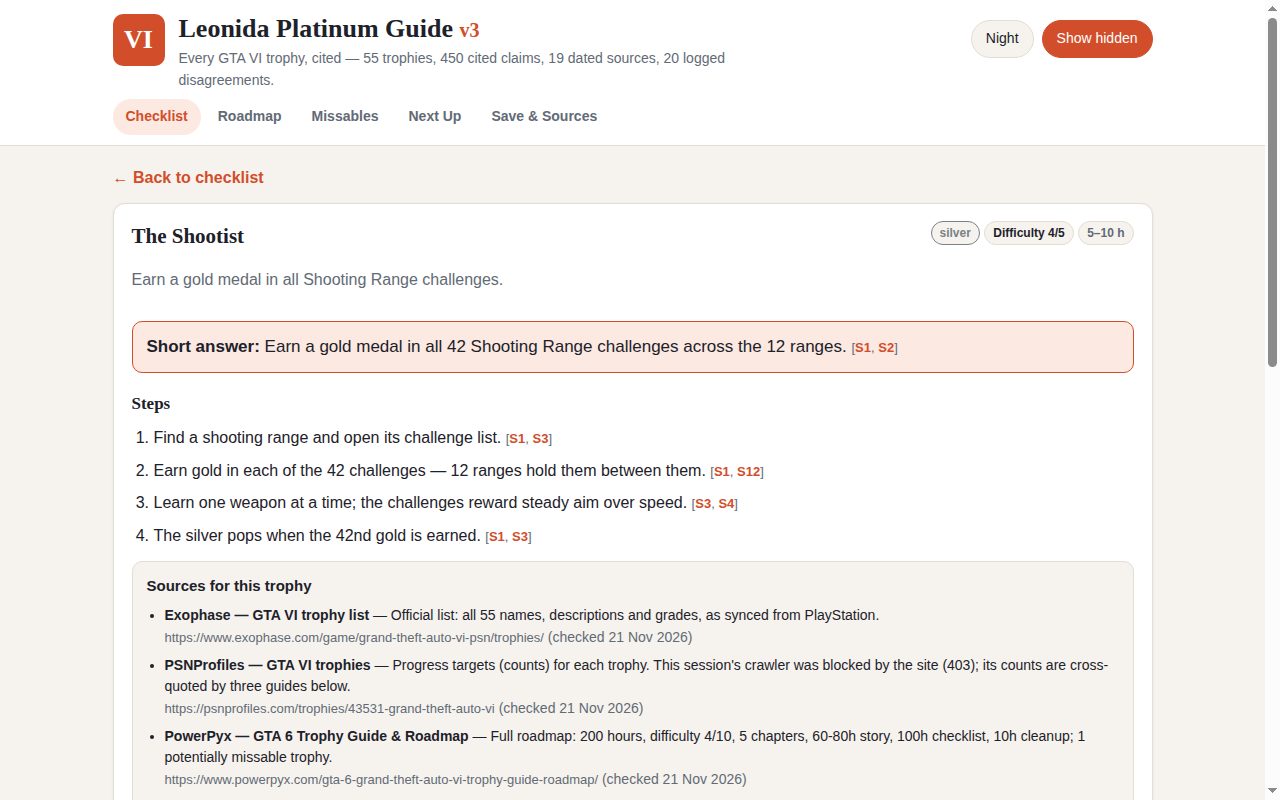 VI
Leonida Platinum Guide v3
Every GTA VI trophy, cited — 55 trophies, 450 cited claims, 19 dated sources, 20 logged
disagreements.
Night
Show hidden
Checklist
Roadmap
Missables
Next Up
Save & Sources
← Back to checklist
The Shootist
silver
Difficulty 4/5
5–10 h
Earn a gold medal in all Shooting Range challenges.
Short answer: Earn a gold medal in all 42 Shooting Range challenges across the 12 ranges. [S1, S2]
Steps
1. Find a shooting range and open its challenge list. [S1, S3]
2. Earn gold in each of the 42 challenges — 12 ranges hold them between them. [S1, S12]
3. Learn one weapon at a time; the challenges reward steady aim over speed. [S3, S4]
4. The silver pops when the 42nd gold is earned. [S1, S3]
Sources for this trophy
• Exophase — GTA VI trophy list — Official list: all 55 names, descriptions and grades, as synced from PlayStation.
https://www.exophase.com/game/grand-theft-auto-vi-psn/trophies/ (checked 21 Nov 2026)
• PSNProfiles — GTA VI trophies — Progress targets (counts) for each trophy. This session's crawler was blocked by the site (403); its counts are cross-
quoted by three guides below.
https://psnprofiles.com/trophies/43531-grand-theft-auto-vi (checked 21 Nov 2026)
• PowerPyx — GTA 6 Trophy Guide & Roadmap — Full roadmap: 200 hours, difficulty 4/10, 5 chapters, 60-80h story, 100h checklist, 10h cleanup; 1
potentially missable trophy.
https://www.powerpyx.com/gta-6-grand-theft-auto-vi-trophy-guide-roadmap/ (checked 21 Nov 2026)